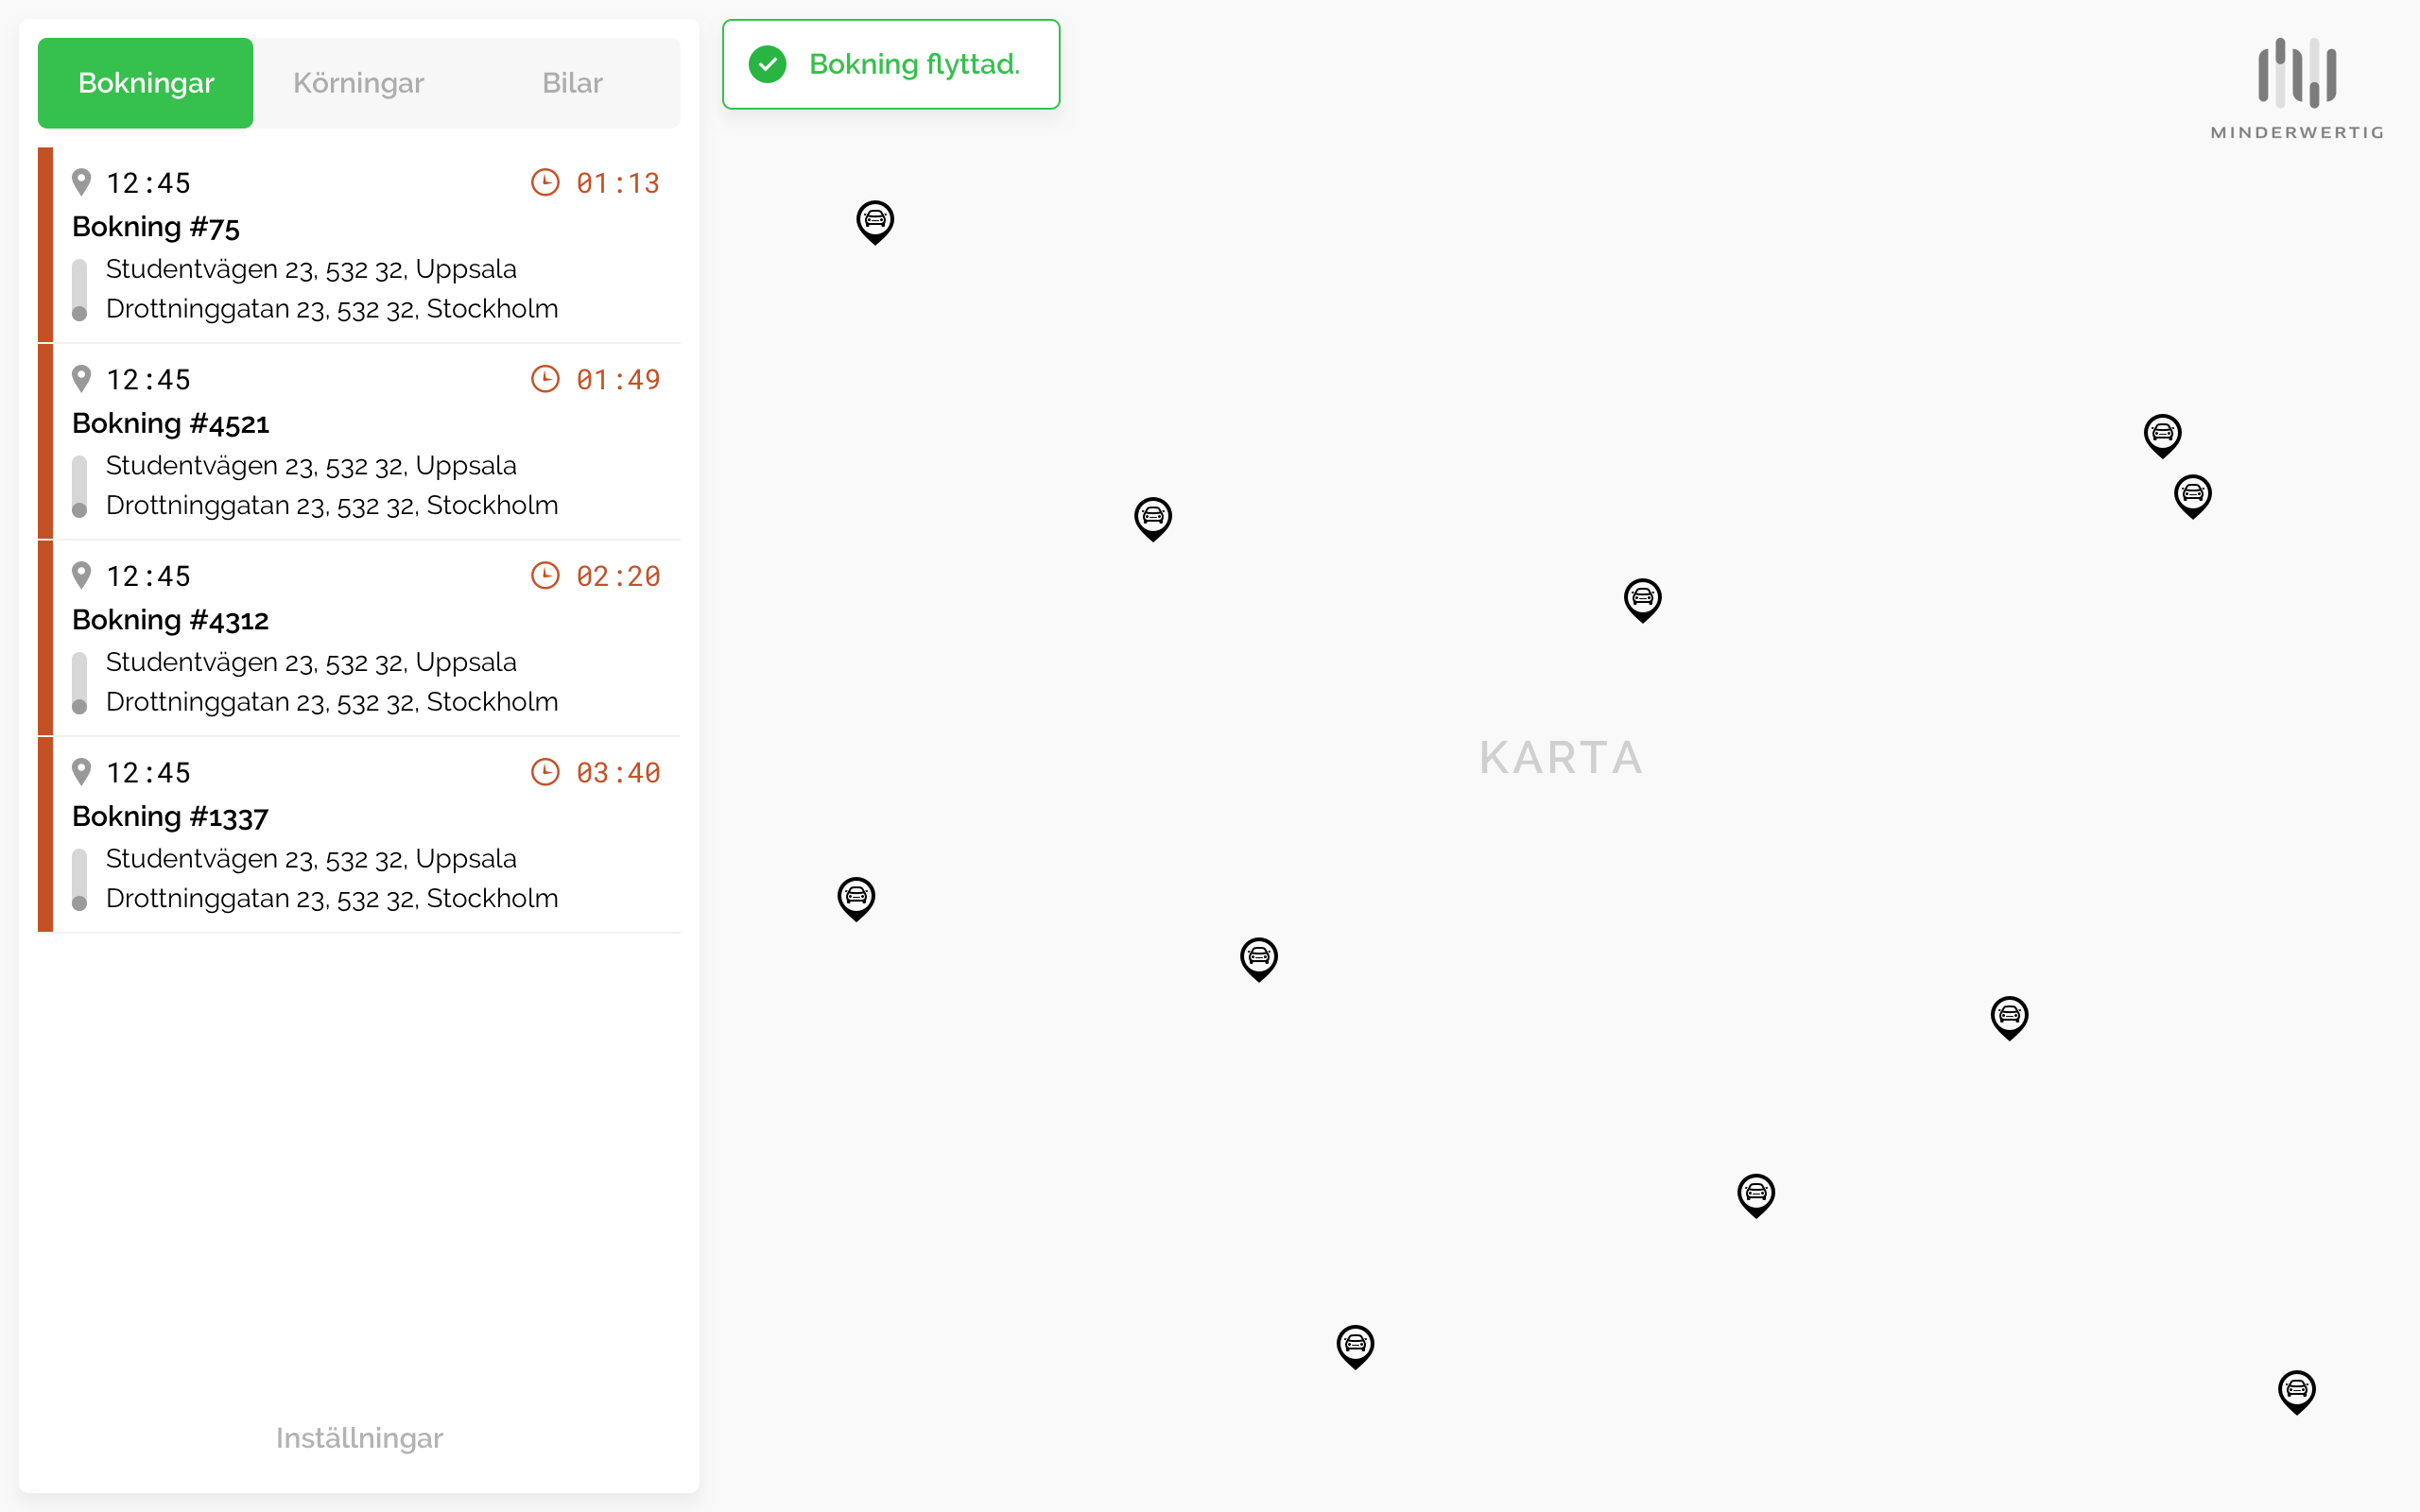 Bokningar Körningar Bilar
12:45 01:13
Bokning #75
Studentvägen 23, 532 32, Uppsala
Drottninggatan 23, 532 32, Stockholm
12:45 01:49
Bokning #4521
Studentvägen 23, 532 32, Uppsala
Drottninggatan 23, 532 32, Stockholm
12:45 02:20
Bokning #4312
Studentvägen 23, 532 32, Uppsala
Drottninggatan 23, 532 32, Stockholm
12:45 03:40
Bokning #1337
Studentvägen 23, 532 32, Uppsala
Drottninggatan 23, 532 32, Stockholm
Inställningar
Bokning flyttad.
MINDERWERTIG
KARTA